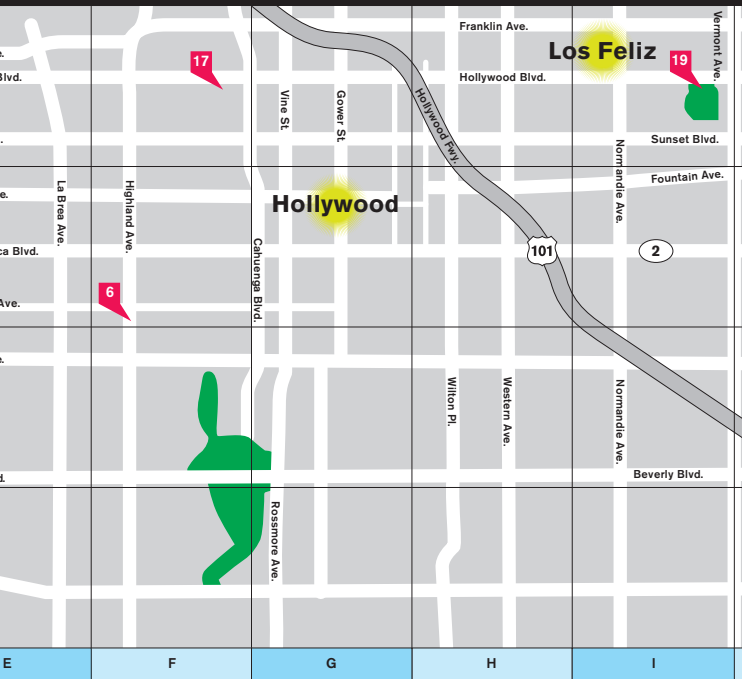 Franklin Ave.
Vermont Ave.
Los Feliz
e.
17
19
Blvd.
Hollywood Blvd.
Vine St.
Gower St.
Hollywood Fwy.
.
Sunset Blvd.
Normandie Ave.
Fountain Ave.
La Brea Ave.
Highland Ave.
e.
Hollywood
Cahuenga Blvd.
ca Blvd.
101
2
6
Ave.
e.
Wilton Pl.
Western Ave.
Normandie Ave.
d.
Beverly Blvd.
Rossmore Ave.
E
F
G
H
I